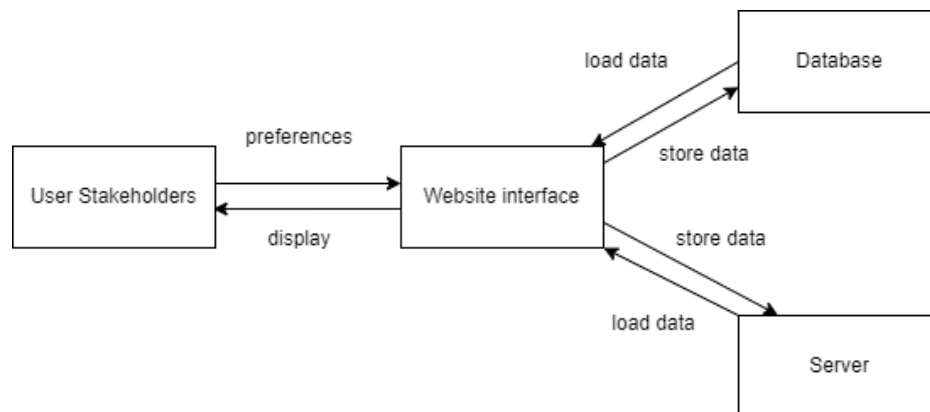 Database
load data
store data
preferences
User Stakeholders
Website interface
display
store data
load data
Server